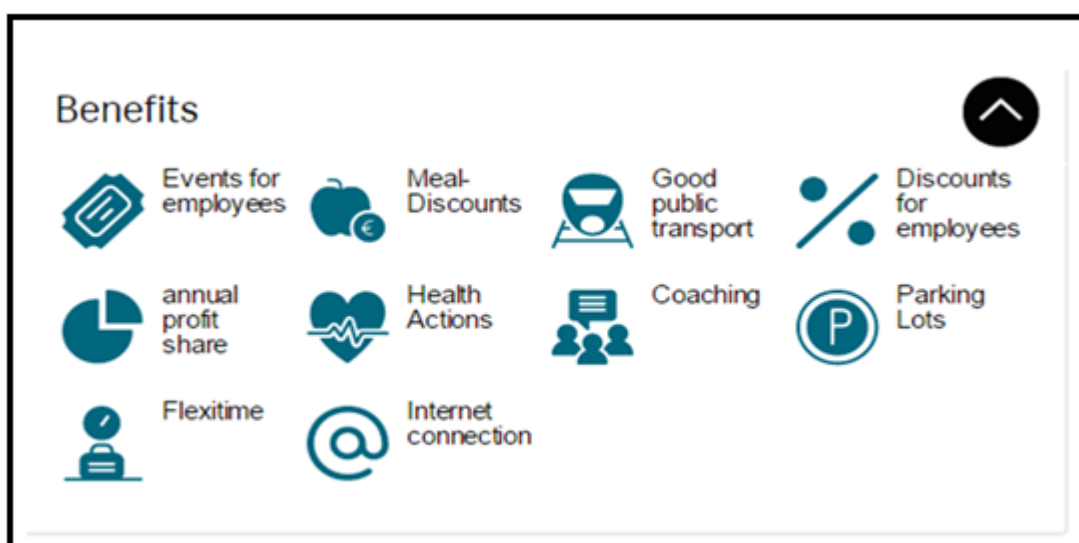 Benefits
Events for
employees
Meal-
Discounts
€
Good
public
transport
Discounts
for
employees
annual
profit
share
Health
Actions
Coaching
P
Parking
Lots
Flexitime
Internet
connection